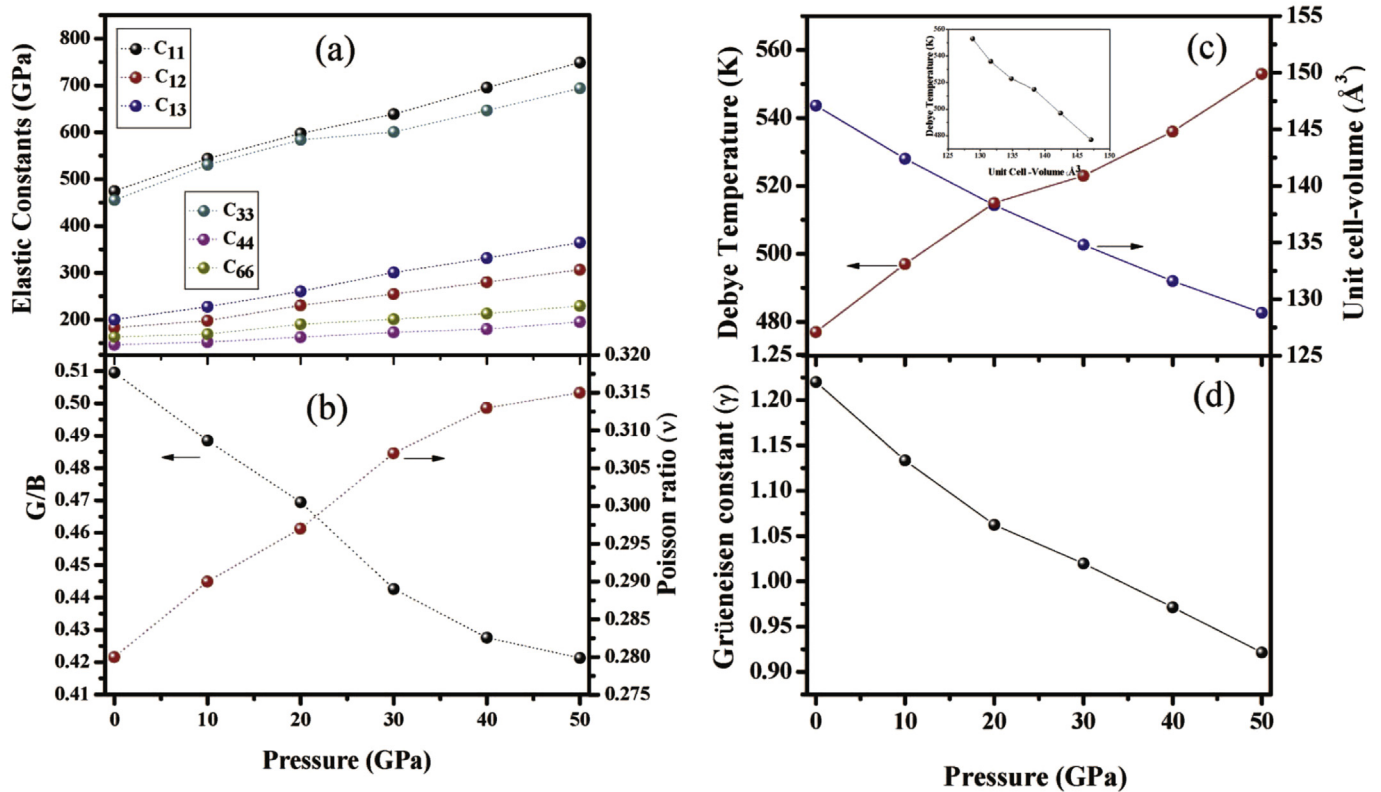 (a)
C11
C12
C13
C33
C44
C66
Elastic Constants (GPa)
800
700
600
500
400
300
200
(b)
G/B
0.51
0.50
0.49
0.48
0.47
0.46
0.45
0.44
0.43
0.42
0.41
Poisson ratio (ν)
0.320
0.315
0.310
0.305
0.300
0.295
0.290
0.285
0.280
0.275
0 10 20 30 40 50
Pressure (GPa)
(c)
Debye Temperature (K)
560
540
520
500
480
Unit cell-volume (Å3)
155
150
145
140
135
130
125
Debye Temperature (K)
560
540
520
500
480
125 130 135 140 145 150
Unit Cell -Volume (Å3
(d)
Grüeneisen constant (γ)
1.25
1.20
1.15
1.10
1.05
1.00
0.95
0.90
0 10 20 30 40 50
Pressure (GPa)